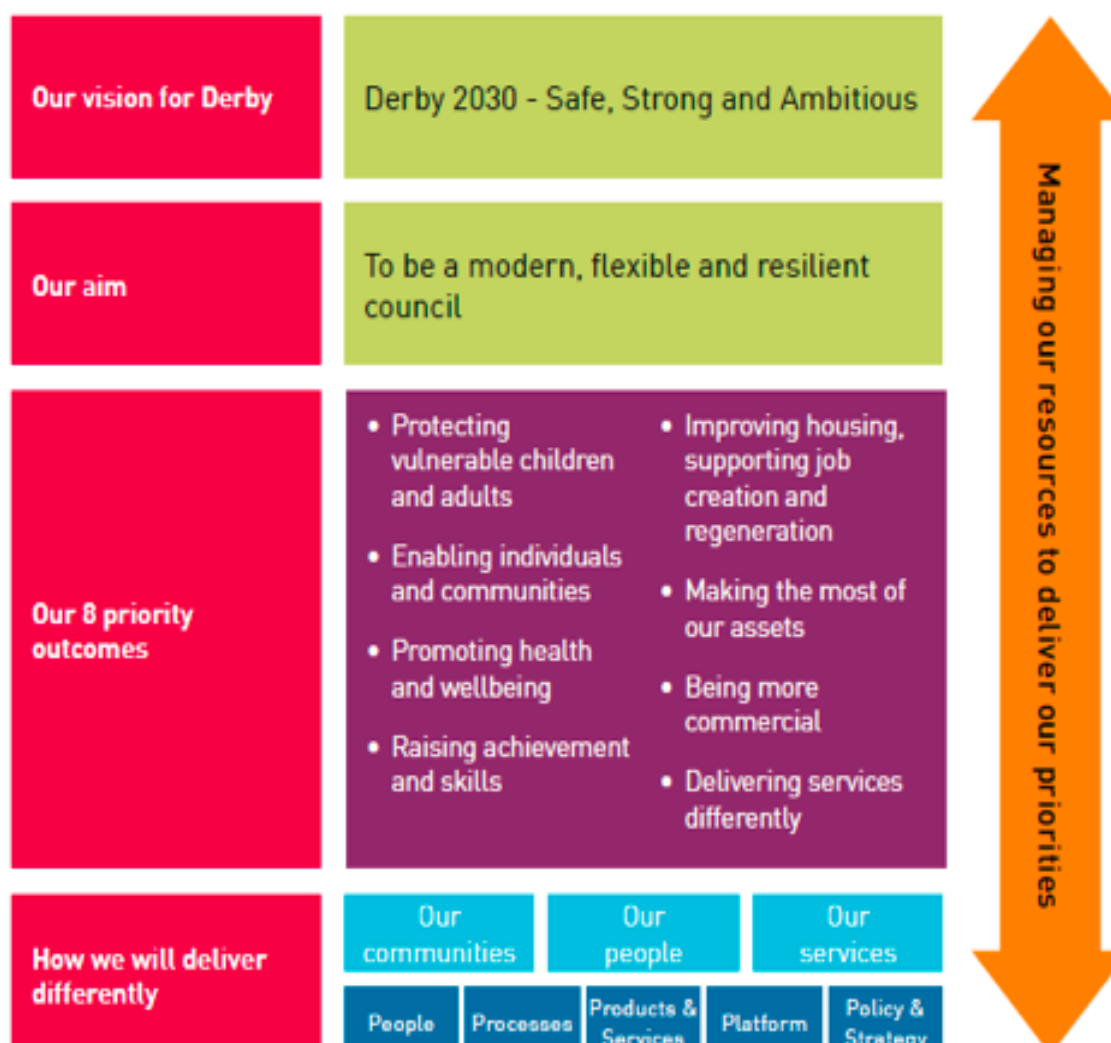 Our vision for Derby
Derby 2030 - Safe, Strong and Ambitious
Our aim
To be a modern, flexible and resilient
council
Our 8 priority
outcomes
• Protecting
vulnerable children
and adults
• Enabling individuals
and communities
• Promoting health
and wellbeing
• Raising achievement
and skills
• Improving housing,
supporting job
creation and
regeneration
• Making the most of
our assets
• Being more
commercial
• Delivering services
differently
How we will deliver
differently
Our
communities
Our
people
Our
services
People
Processes
Products &
Services
Platform
Policy &
Strategy
Managing our resources to deliver our priorities